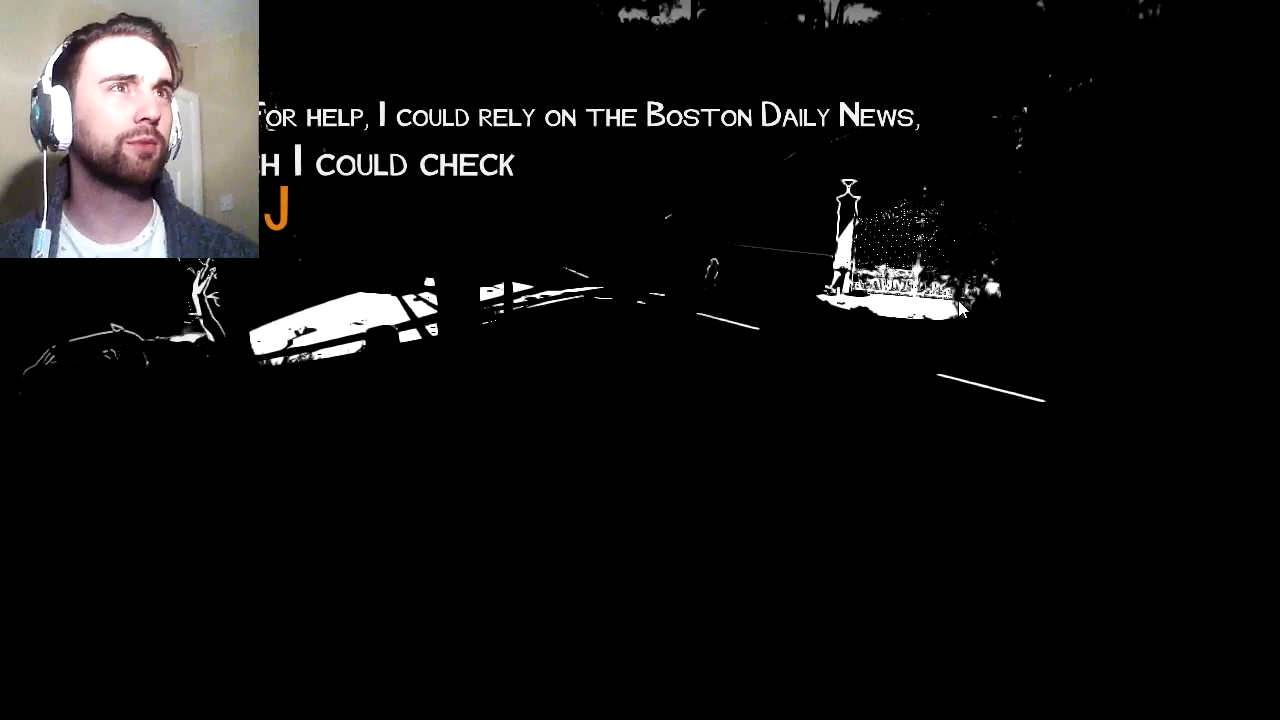 FOR HELP, I COULD RELY ON THE BOSTON DAILY NEWS,
H I COULD CHECK
J